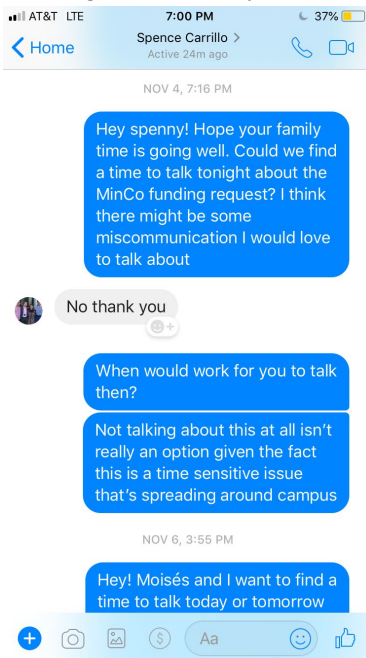 AT&T LTE 7:00 PM 37%
Home
Spence Carrillo >
Active 24m ago
NOV 4, 7:16 PM
Hey spenny! Hope your family
time is going well. Could we find
a time to talk tonight about the
MinCo funding request? I think
there might be some
miscommunication I would love
to talk about
No thank you
When would work for you to talk
then?
Not talking about this at all isn't
really an option given the fact
this is a time sensitive issue
that's spreading around campus
NOV 6, 3:55 PM
Hey! Moisés and I want to find a
time to talk today or tomorrow
Aa